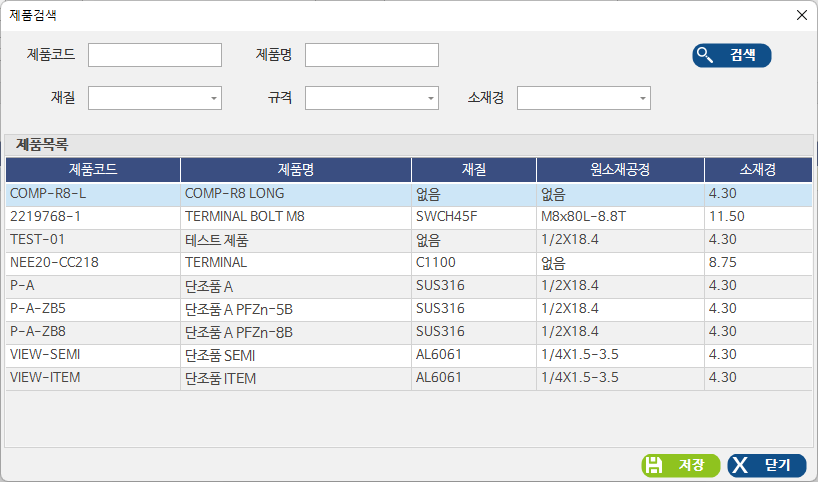 제품검색
제품코드 제품명 검색
재질 규격 소재경
제품목록
제품코드 제품명 재질 원소재공정 소재경
COMP-R8-L COMP-R8 LONG 없음 없음 4.30
2219768-1 TERMINAL BOLT M8 SWCH45F M8x80L-8.8T 11.50
TEST-01 테스트 제품 없음 1/2X18.4 4.30
NEE20-CC218 TERMINAL C1100 없음 8.75
P-A 단조품 A SUS316 1/2X18.4 4.30
P-A-ZB5 단조품 A PFZn-5B SUS316 1/2X18.4 4.30
P-A-ZB8 단조품 A PFZn-8B SUS316 1/2X18.4 4.30
VIEW-SEMI 단조품 SEMI AL6061 1/4X1.5-3.5 4.30
VIEW-ITEM 단조품 ITEM AL6061 1/4X1.5-3.5 4.30
저장 닫기